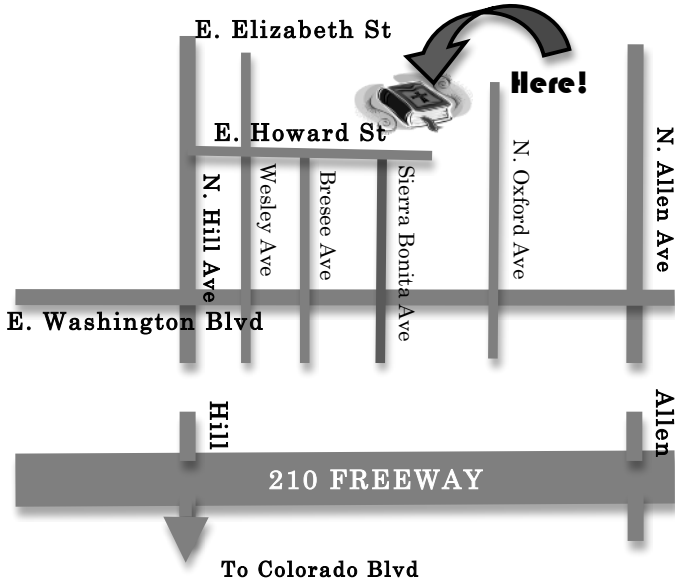 E. Elizabeth St
Here!
E. Howard St
N. Hill Ave
Wesley Ave
Bresee Ave
Sierra Bonita Ave
N. Oxford Ave
N. Allen Ave
E. Washington Blvd
Hill
Allen
210 FREEWAY
To Colorado Blvd